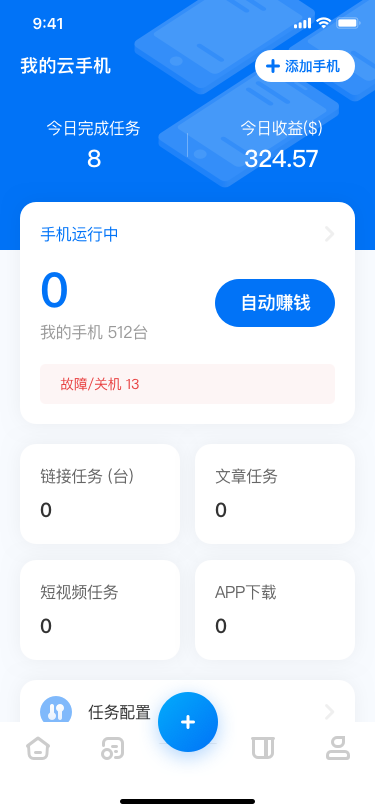 9:41
我的云手机
添加手机
今日完成任务
今日收益($)
8
324.57
手机运行中
0
自动赚钱
我的手机 512台
故障/关机 13
链接任务 (台)
文章任务
0
0
短视频任务
APP下载
0
0
任务配置